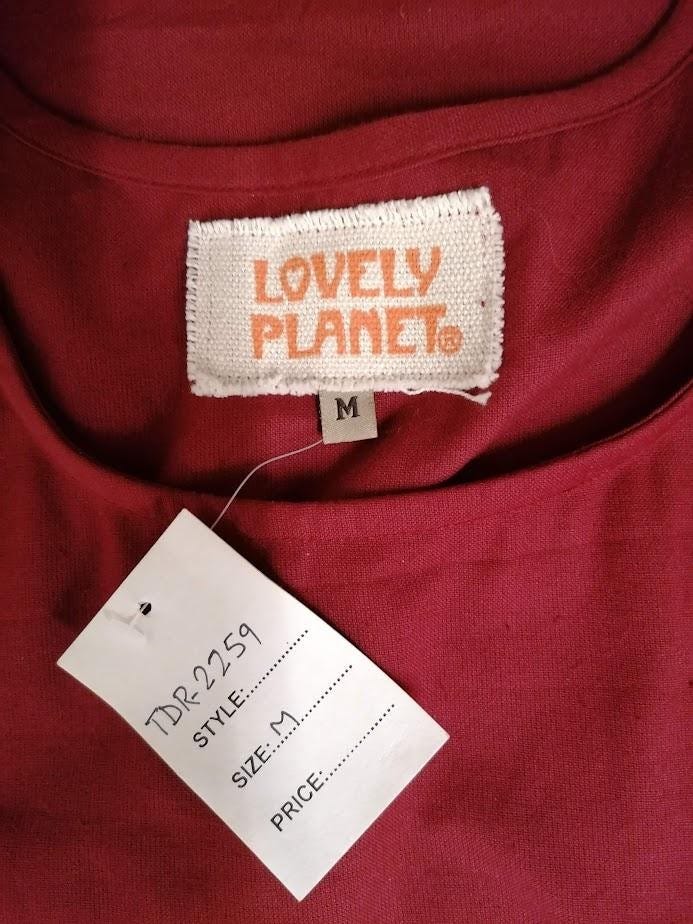 LOVELY
PLANET®
M
TDR-2259
STYLE:..............
SIZE: M..............
PRICE:..............